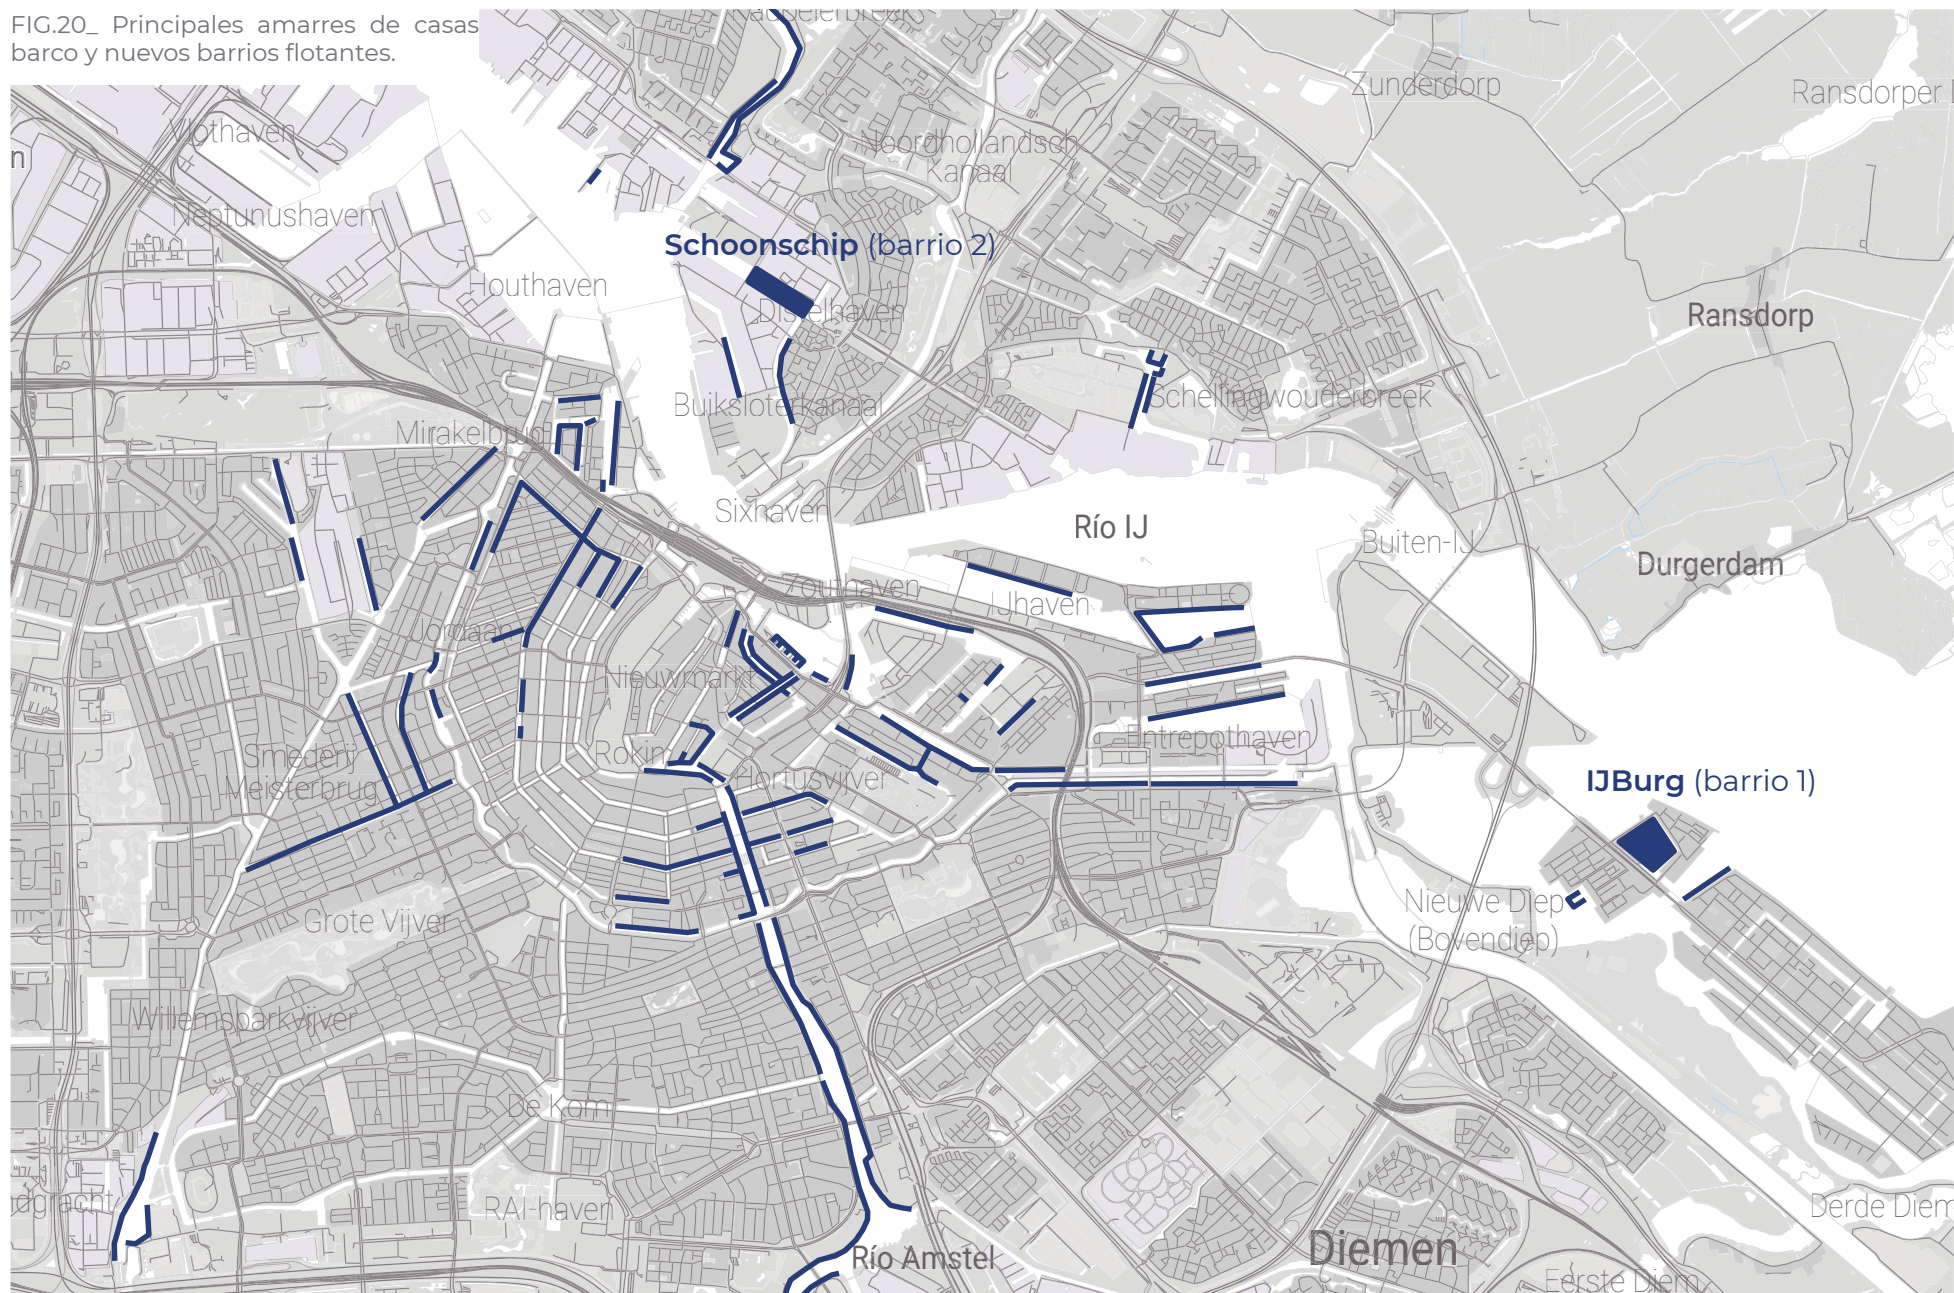 FIG.20_ Principales amarres de casas
barco y nuevos barrios flotantes.
Zunderdorp
Ransdorper
Vlothaven
Noordhollandsch
Kanaal
n
Neptunushaven
Schoonschip (barrio 2)
Houthaven
Distelhaven
Ransdorp
Buiksloterkanaal
Schellingwouderbreek
Mirakelbrug
Sixhaven
Río IJ
Buiten-IJ
Durgerdam
Zouthaven
IJhaven
Jordaan
Nieuwmarkt
Rokin
Entrepothaven
Smederij
Meisterbrug
Hortusvijver
IJBurg (barrio 1)
Nieuwe Diep
(Bovendiep)
Grote Vijver
Willemsparkvijver
De Kom
dgracht
RAI-haven
Derde Diem
Río Amstel
Diemen
Eerste Diem